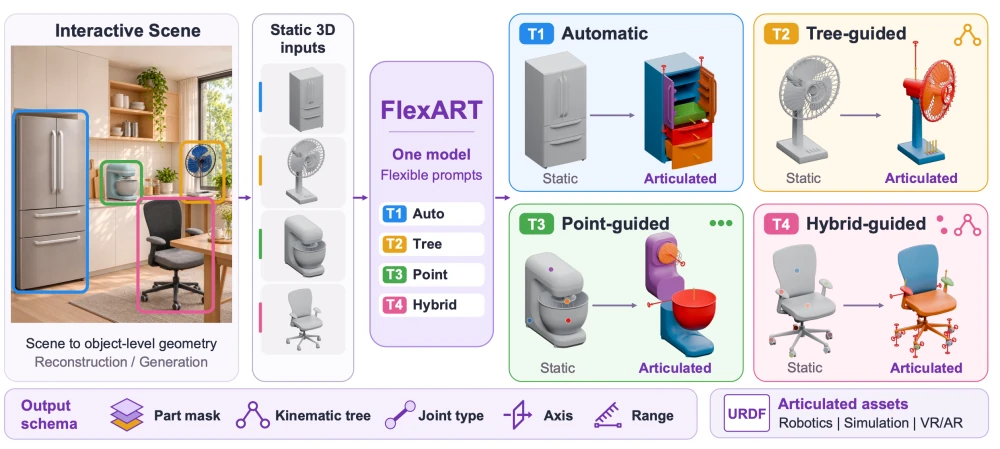 Interactive Scene
Scene to object-level geometry
Reconstruction / Generation
Static 3D
inputs
FlexART
One model
Flexible prompts
T1 Auto
T2 Tree
T3 Point
T4 Hybrid
T1 Automatic
Static
Articulated
T2 Tree-guided
Static
Articulated
T3 Point-guided
Static
Articulated
T4 Hybrid-guided
Static
Articulated
Output
schema
Part mask
Kinematic tree
Joint type
Axis
Range
URDF
Articulated assets
Robotics | Simulation | VR/AR